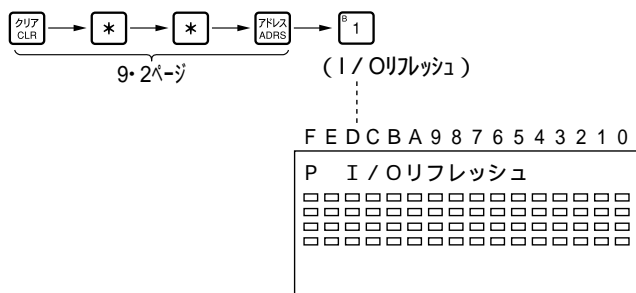 クリア CLR → * → * → アドレス ADRS → B 1
9・2ページ
(I/Oリフレッシュ)
F E D C B A 9 8 7 6 5 4 3 2 1 0
P I/Oリフレッシュ